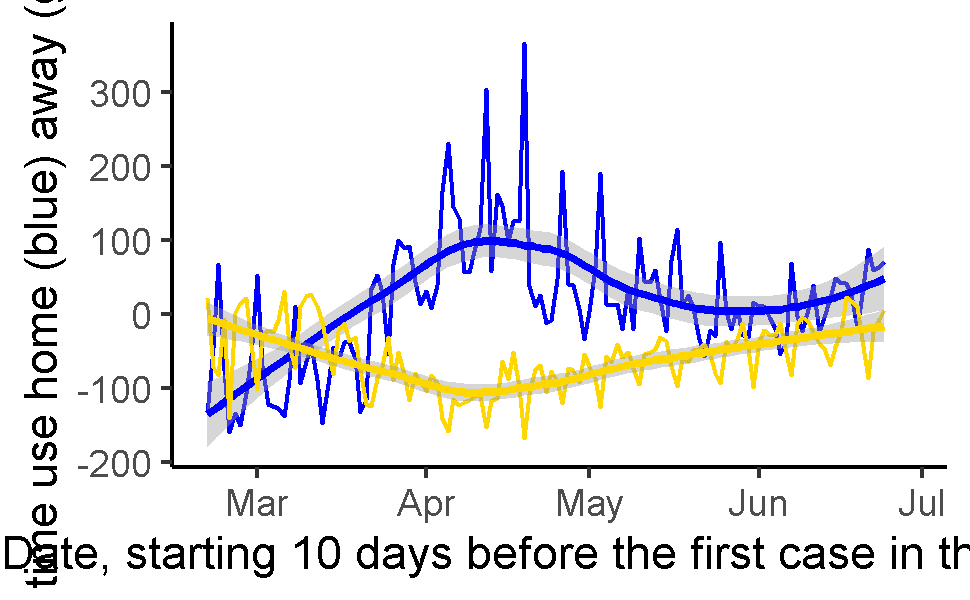 time use home (blue) away (
300
200
100
0
-100
-200
Mar Apr May Jun Jul
Date, starting 10 days before the first case in th